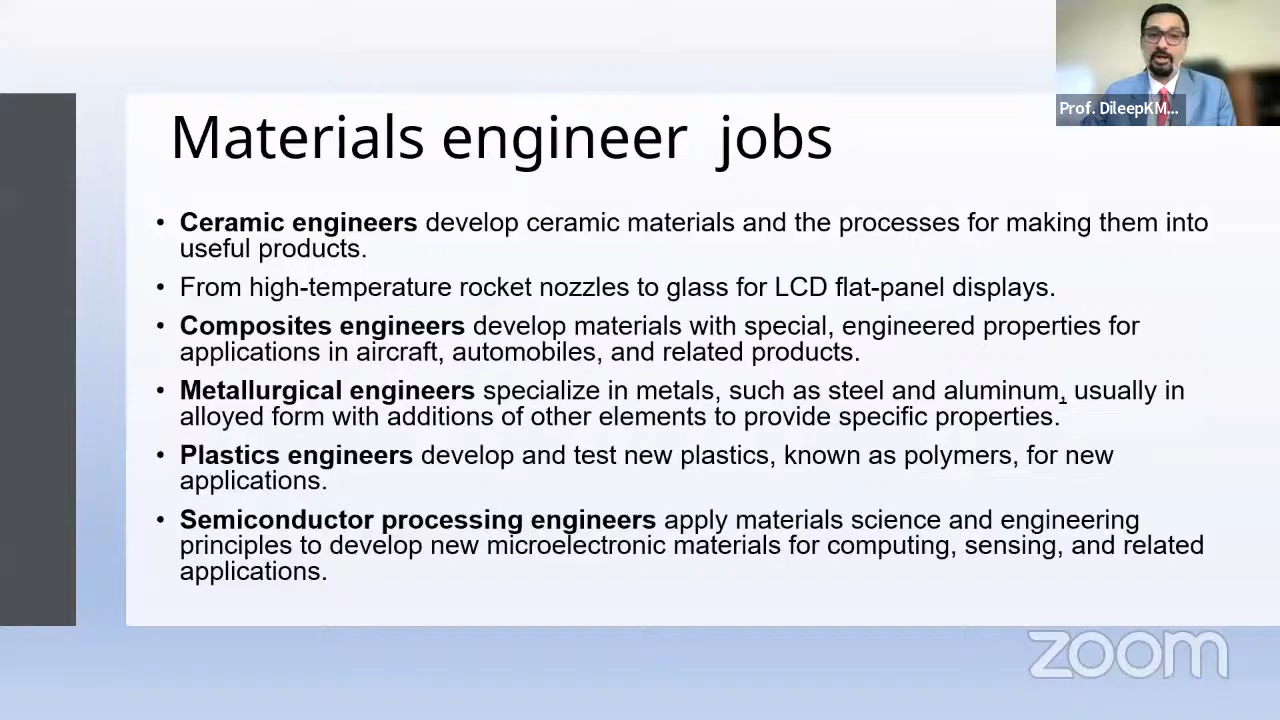 Prof. DileepKM...
Materials engineer jobs
• Ceramic engineers develop ceramic materials and the processes for making them into
useful products.
• From high-temperature rocket nozzles to glass for LCD flat-panel displays.
• Composites engineers develop materials with special, engineered properties for
applications in aircraft, automobiles, and related products.
• Metallurgical engineers specialize in metals, such as steel and aluminum, usually in
alloyed form with additions of other elements to provide specific properties.
• Plastics engineers develop and test new plastics, known as polymers, for new
applications.
• Semiconductor processing engineers apply materials science and engineering
principles to develop new microelectronic materials for computing, sensing, and related
applications.
zoom